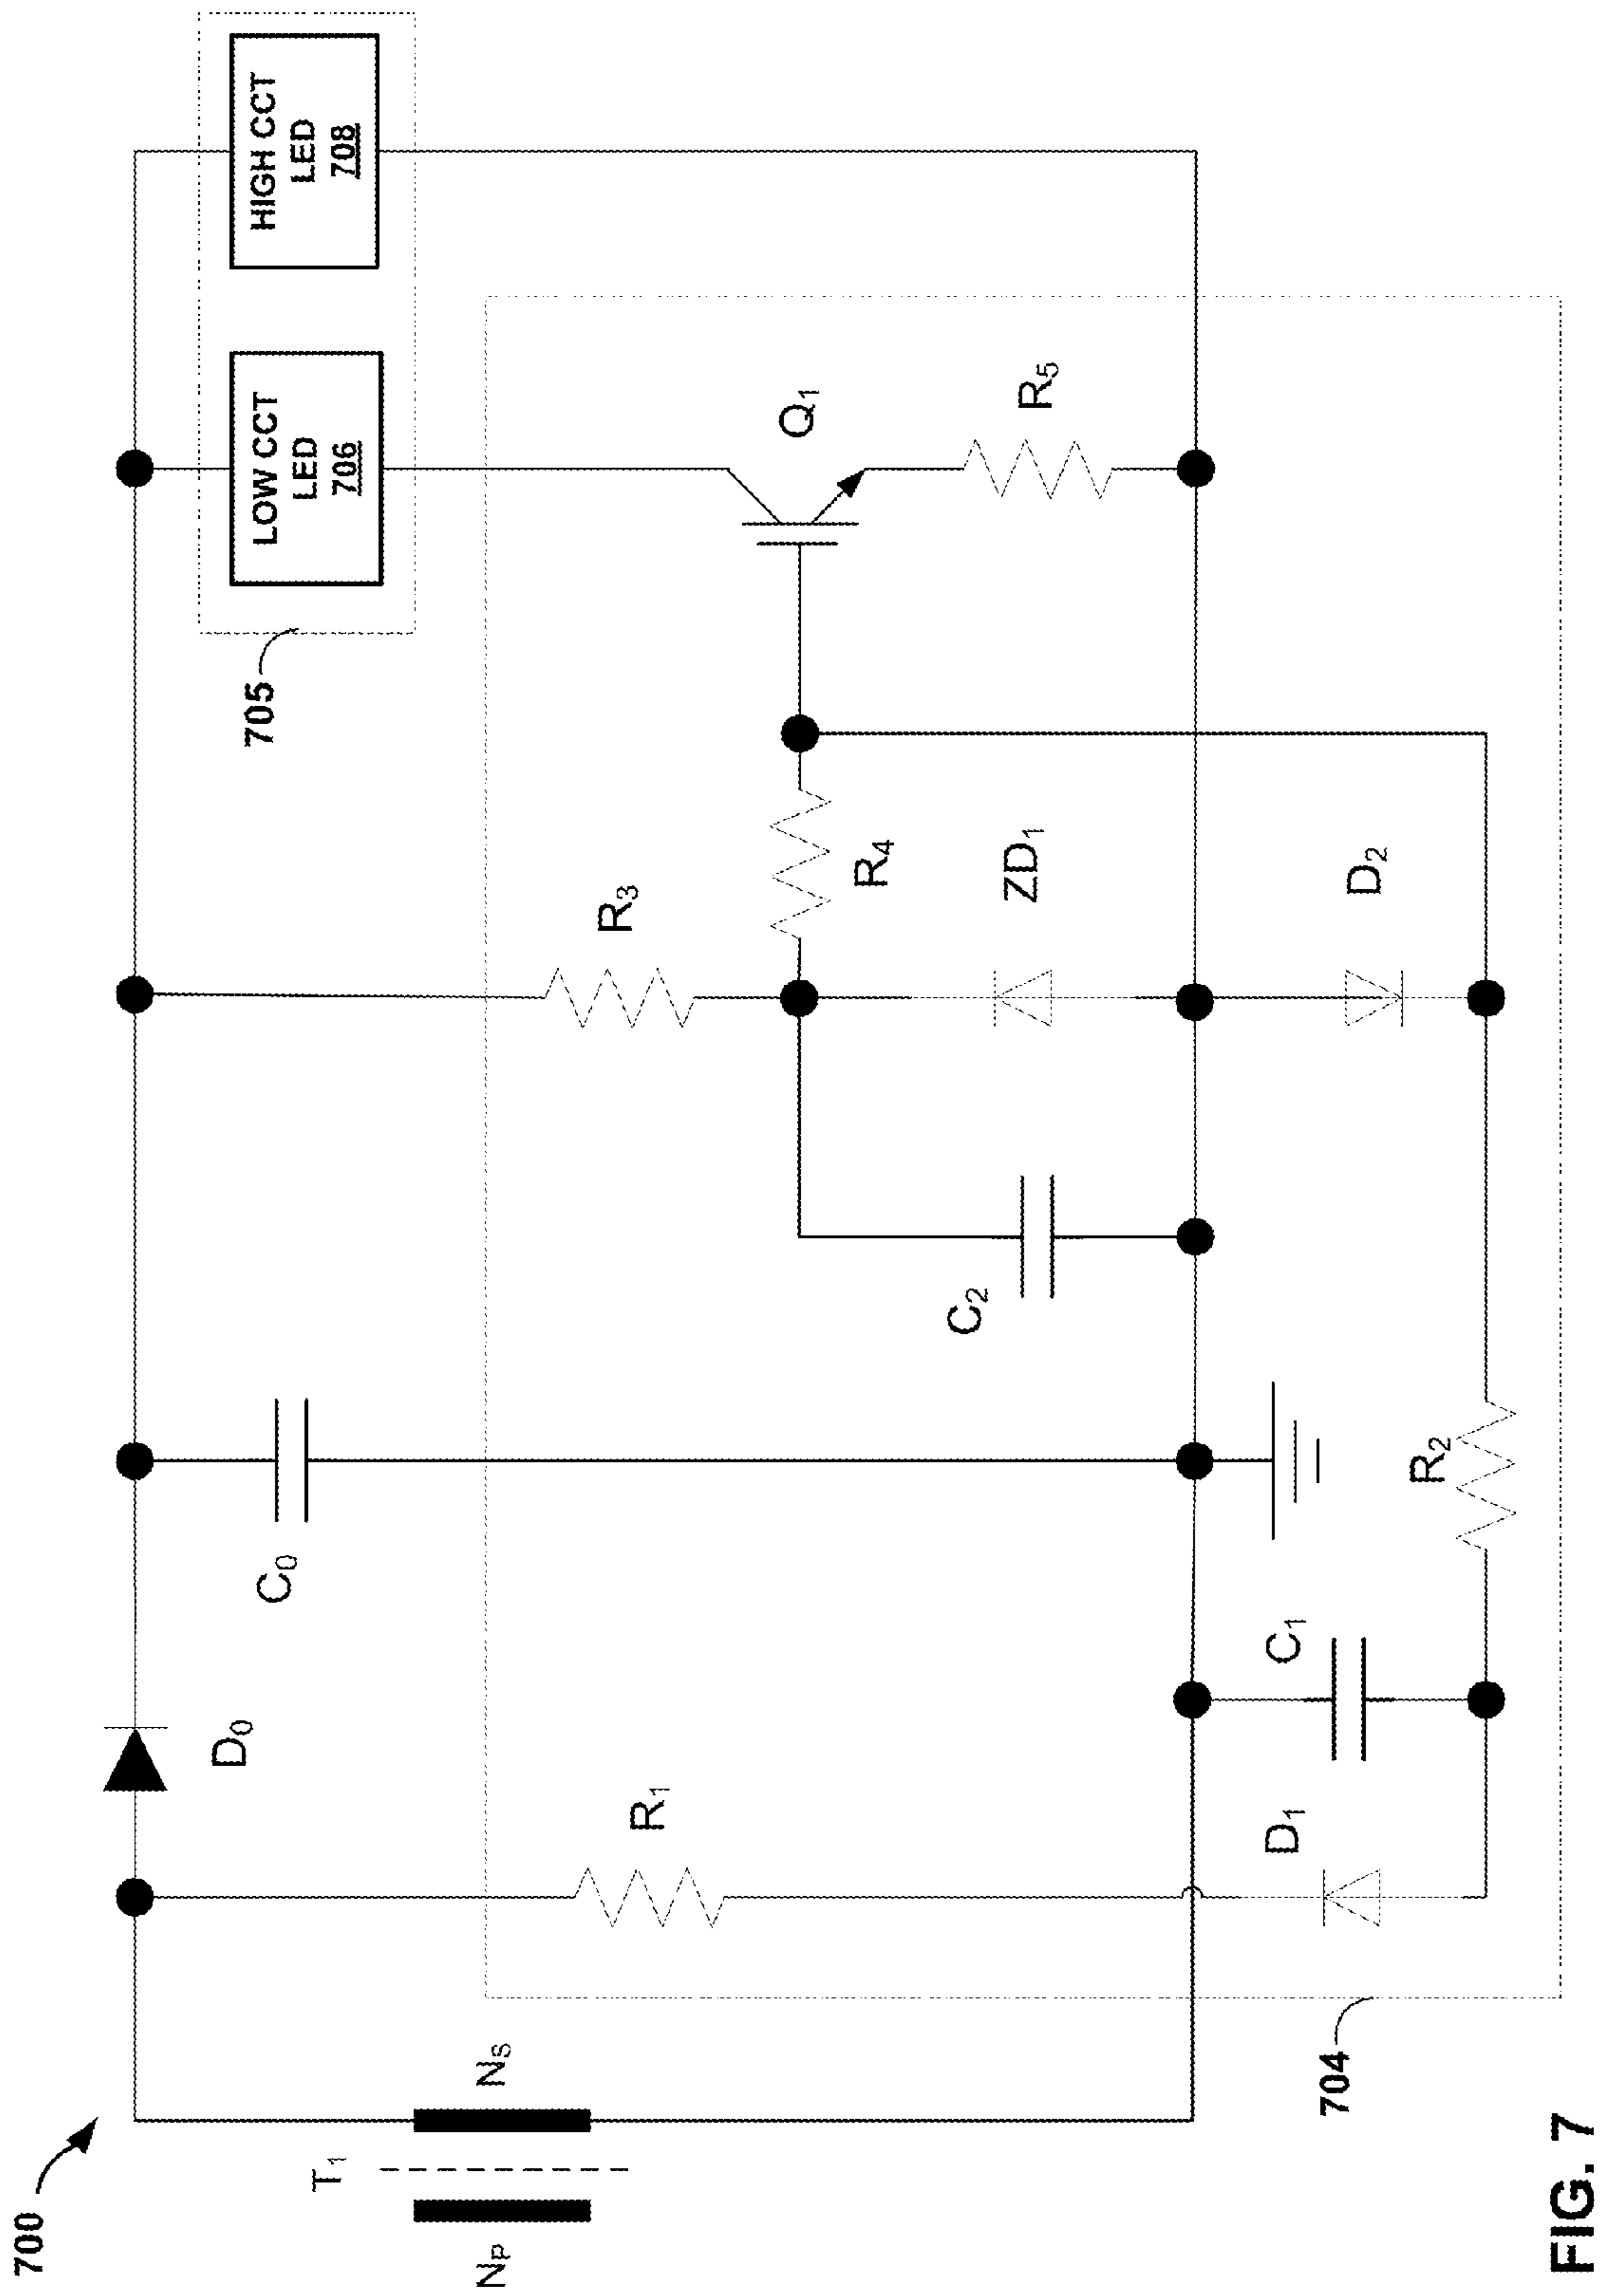 700
T1
NP
NS
D0
C0
R1
D1
C1
R2
C2
R3
R4
ZD1
D2
Q1
R5
705
LOW CCT
LED
706
HIGH CCT
LED
708
704
FIG. 7